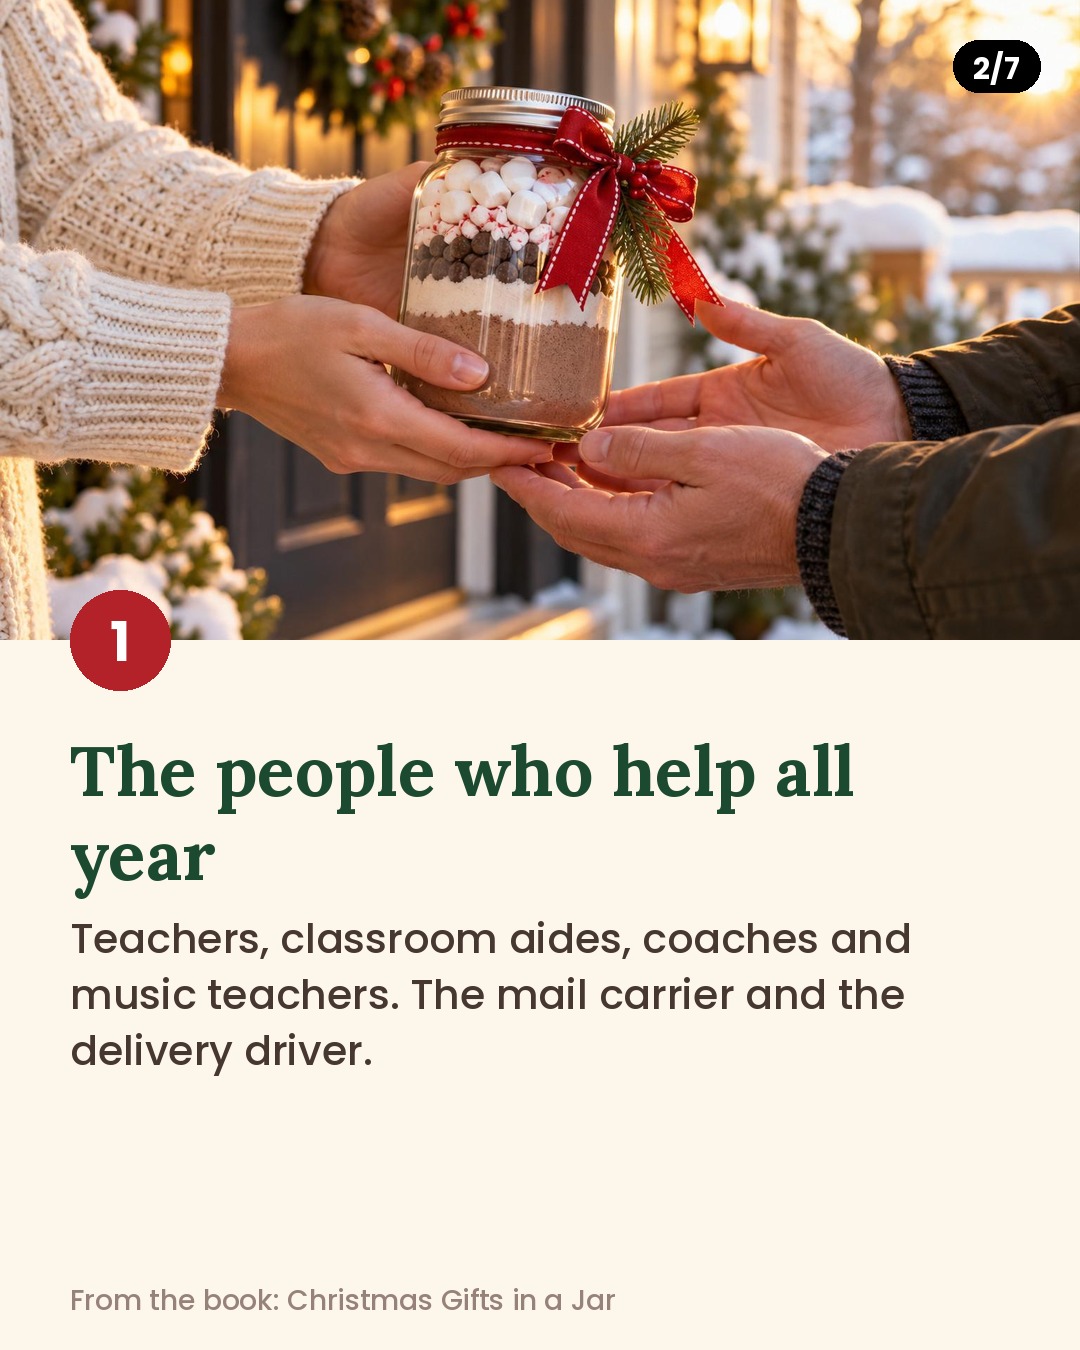 2/7
1
The people who help all
year
Teachers, classroom aides, coaches and
music teachers. The mail carrier and the
delivery driver.
From the book: Christmas Gifts in a Jar